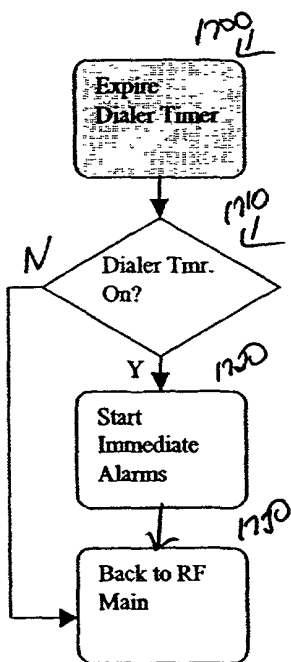 1700
Expire
Dialer Timer
1710
N
Dialer Tmr.
On?
Y
1720
Start
Immediate
Alarms
1730
Back to RF
Main